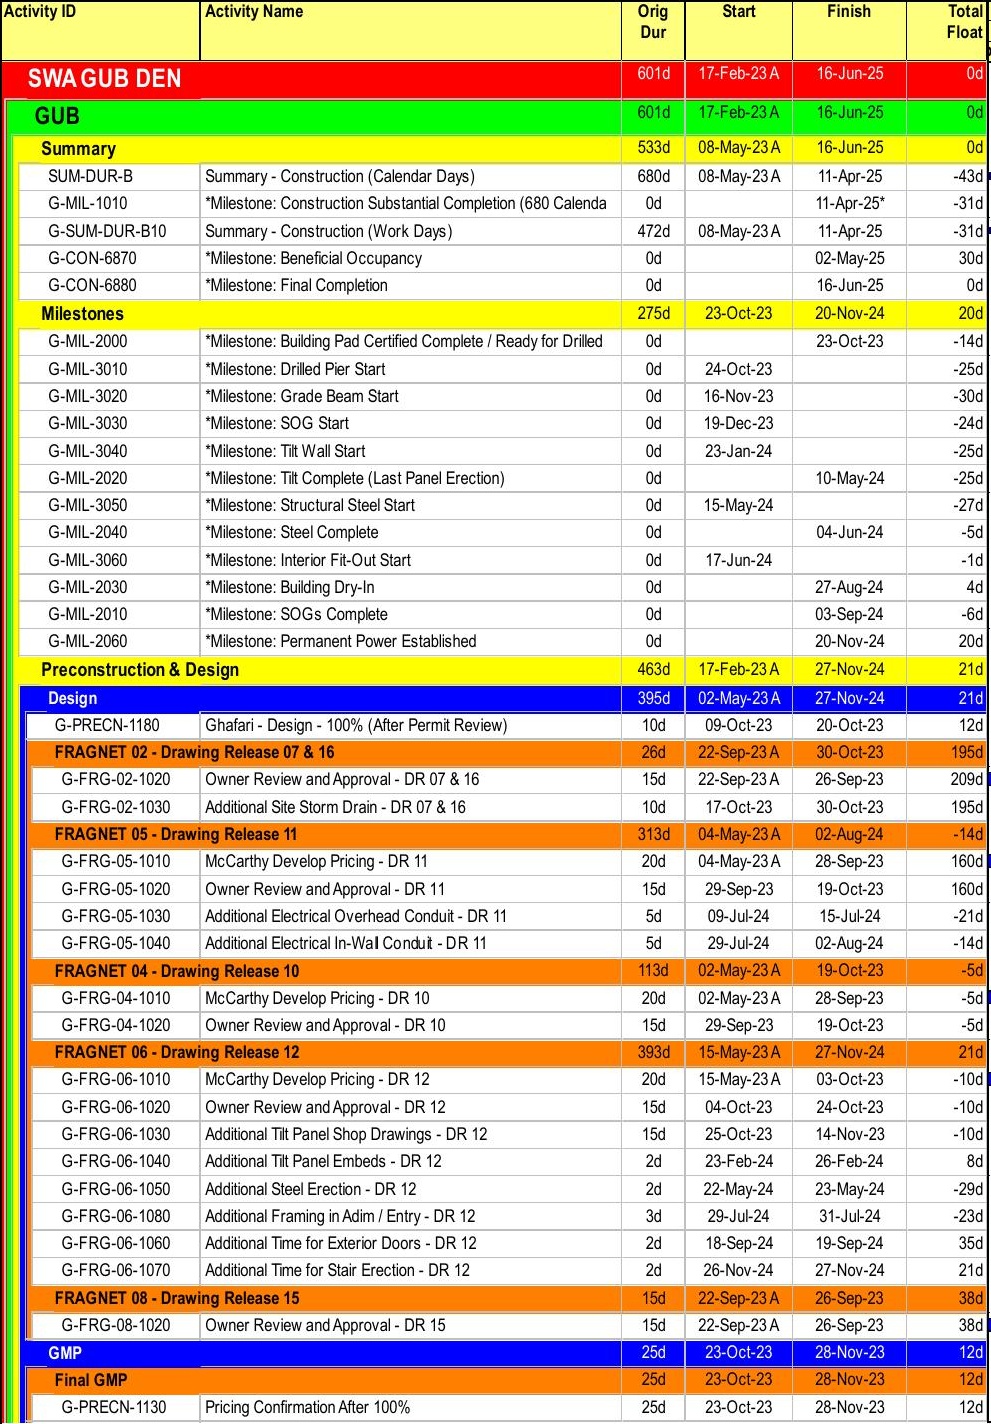 Activity ID Activity Name Orig Dur Start Finish Total Float
SWA GUB DEN 601d 17-Feb-23 A 16-Jun-25 0d
GUB 601d 17-Feb-23 A 16-Jun-25 0d
Summary 533d 08-May-23 A 16-Jun-25 0d
SUM-DUR-B Summary - Construction (Calendar Days) 680d 08-May-23 A 11-Apr-25 -43d
G-MIL-1010 *Milestone: Construction Substantial Completion (680 Calenda 0d 11-Apr-25* -31d
G-SUM-DUR-B10 Summary - Construction (Work Days) 472d 08-May-23 A 11-Apr-25 -31d
G-CON-6870 *Milestone: Beneficial Occupancy 0d 02-May-25 30d
G-CON-6880 *Milestone: Final Completion 0d 16-Jun-25 0d
Milestones 275d 23-Oct-23 20-Nov-24 20d
G-MIL-2000 *Milestone: Building Pad Certified Complete / Ready for Drilled 0d 23-Oct-23 -14d
G-MIL-3010 *Milestone: Drilled Pier Start 0d 24-Oct-23 -25d
G-MIL-3020 *Milestone: Grade Beam Start 0d 16-Nov-23 -30d
G-MIL-3030 *Milestone: SOG Start 0d 19-Dec-23 -24d
G-MIL-3040 *Milestone: Tilt Wall Start 0d 23-Jan-24 -25d
G-MIL-2020 *Milestone: Tilt Complete (Last Panel Erection) 0d 10-May-24 -25d
G-MIL-3050 *Milestone: Structural Steel Start 0d 15-May-24 -27d
G-MIL-2040 *Milestone: Steel Complete 0d 04-Jun-24 -5d
G-MIL-3060 *Milestone: Interior Fit-Out Start 0d 17-Jun-24 -1d
G-MIL-2030 *Milestone: Building Dry-In 0d 27-Aug-24 4d
G-MIL-2010 *Milestone: SOGs Complete 0d 03-Sep-24 -6d
G-MIL-2060 *Milestone: Permanent Power Established 0d 20-Nov-24 20d
Preconstruction & Design 463d 17-Feb-23 A 27-Nov-24 21d
Design 395d 02-May-23 A 27-Nov-24 21d
G-PRECN-1180 Ghafari - Design - 100% (After Permit Review) 10d 09-Oct-23 20-Oct-23 12d
FRAGNET 02 - Drawing Release 07 & 16 26d 22-Sep-23 A 30-Oct-23 195d
G-FRG-02-1020 Owner Review and Approval - DR 07 & 16 15d 22-Sep-23 A 26-Sep-23 209d
G-FRG-02-1030 Additional Site Storm Drain - DR 07 & 16 10d 17-Oct-23 30-Oct-23 195d
FRAGNET 05 - Drawing Release 11 313d 04-May-23 A 02-Aug-24 -14d
G-FRG-05-1010 McCarthy Develop Pricing - DR 11 20d 04-May-23 A 28-Sep-23 160d
G-FRG-05-1020 Owner Review and Approval - DR 11 15d 29-Sep-23 19-Oct-23 160d
G-FRG-05-1030 Additional Electrical Overhead Conduit - DR 11 5d 09-Jul-24 15-Jul-24 -21d
G-FRG-05-1040 Additional Electrical In-Wall Conduit - DR 11 5d 29-Jul-24 02-Aug-24 -14d
FRAGNET 04 - Drawing Release 10 113d 02-May-23 A 19-Oct-23 -5d
G-FRG-04-1010 McCarthy Develop Pricing - DR 10 20d 02-May-23 A 28-Sep-23 -5d
G-FRG-04-1020 Owner Review and Approval - DR 10 15d 29-Sep-23 19-Oct-23 -5d
FRAGNET 06 - Drawing Release 12 393d 15-May-23 A 27-Nov-24 21d
G-FRG-06-1010 McCarthy Develop Pricing - DR 12 20d 15-May-23 A 03-Oct-23 -10d
G-FRG-06-1020 Owner Review and Approval - DR 12 15d 04-Oct-23 24-Oct-23 -10d
G-FRG-06-1030 Additional Tilt Panel Shop Drawings - DR 12 15d 25-Oct-23 14-Nov-23 -10d
G-FRG-06-1040 Additional Tilt Panel Embeds - DR 12 2d 23-Feb-24 26-Feb-24 8d
G-FRG-06-1050 Additional Steel Erection - DR 12 2d 22-May-24 23-May-24 -29d
G-FRG-06-1080 Additional Framing in Adim / Entry - DR 12 3d 29-Jul-24 31-Jul-24 -23d
G-FRG-06-1060 Additional Time for Exterior Doors - DR 12 2d 18-Sep-24 19-Sep-24 35d
G-FRG-06-1070 Additional Time for Stair Erection - DR 12 2d 26-Nov-24 27-Nov-24 21d
FRAGNET 08 - Drawing Release 15 15d 22-Sep-23 A 26-Sep-23 38d
G-FRG-08-1020 Owner Review and Approval - DR 15 15d 22-Sep-23 A 26-Sep-23 38d
GMP 25d 23-Oct-23 28-Nov-23 12d
Final GMP 25d 23-Oct-23 28-Nov-23 12d
G-PRECN-1130 Pricing Confirmation After 100% 25d 23-Oct-23 28-Nov-23 12d